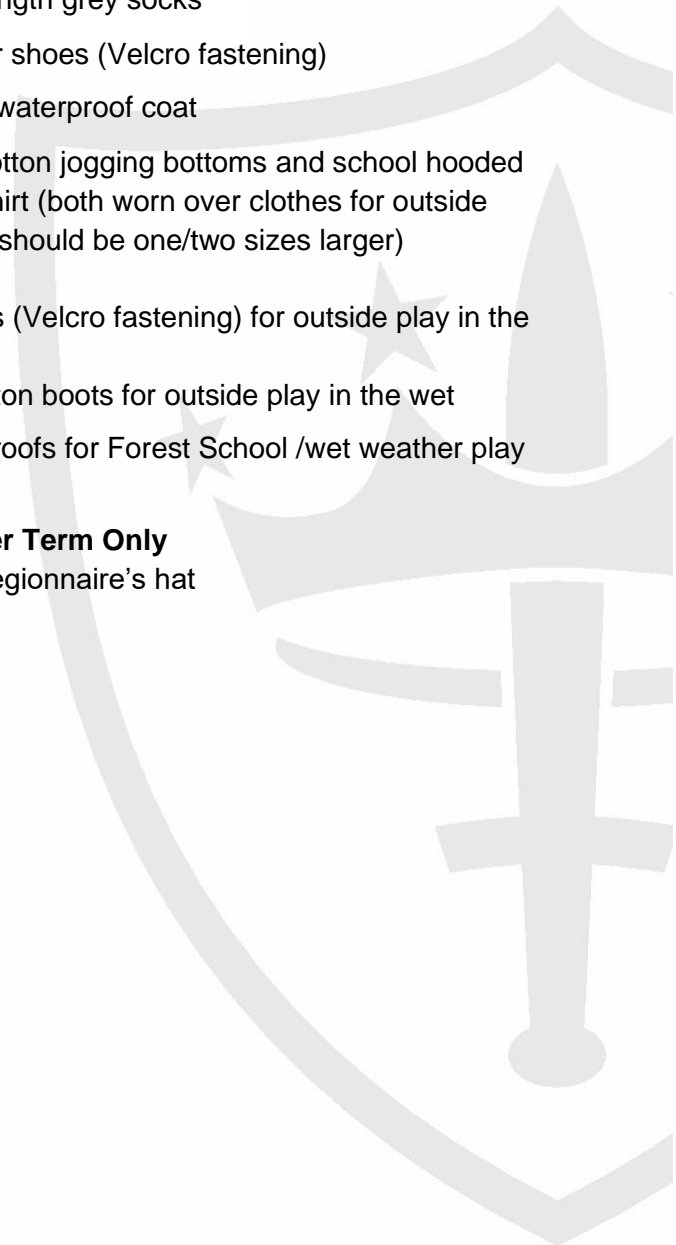 ngth grey socks
r shoes (Velcro fastening)
waterproof coat
otton jogging bottoms and school hooded
irt (both worn over clothes for outside
should be one/two sizes larger)
s (Velcro fastening) for outside play in the
ton boots for outside play in the wet
roofs for Forest School /wet weather play
er Term Only
egionnaire’s hat